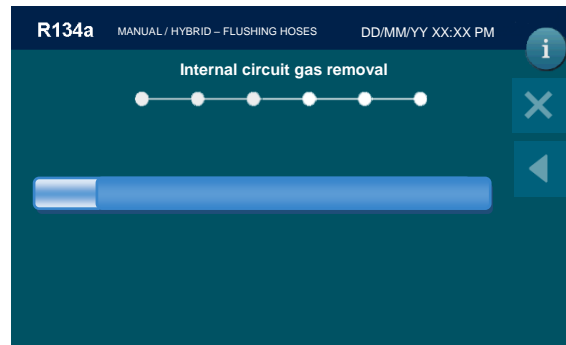 R134a MANUAL / HYBRID – FLUSHING HOSES DD/MM/YY XX:XX PM
i
Internal circuit gas removal